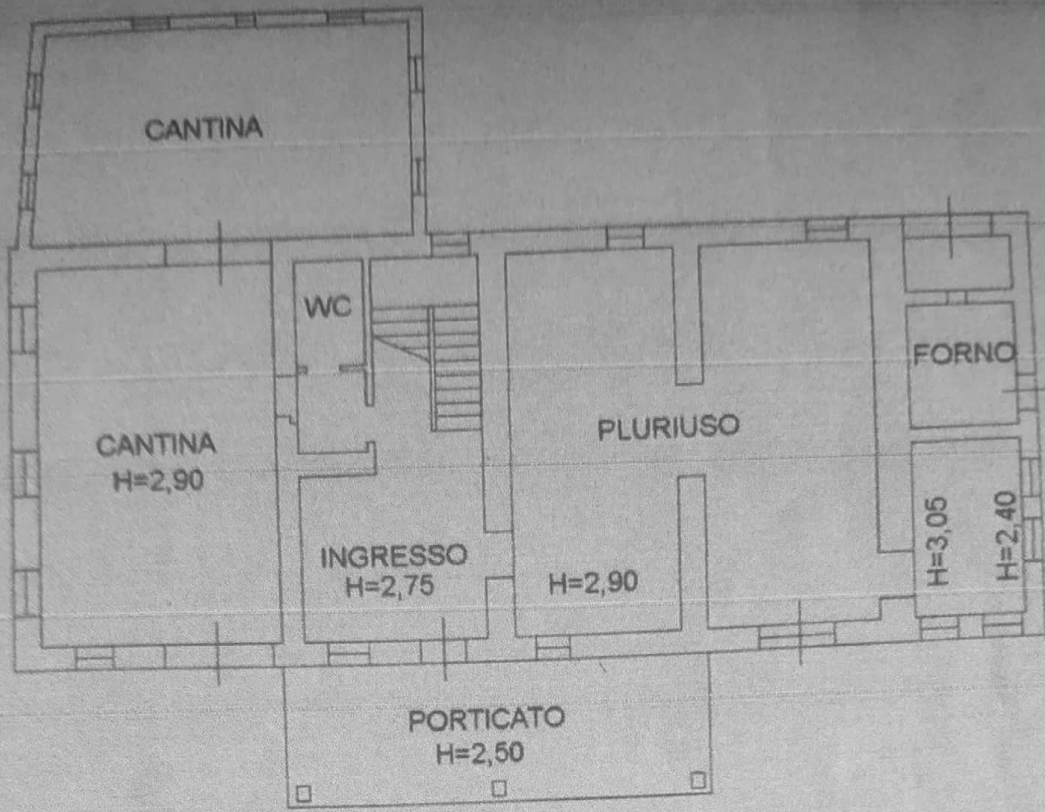 CANTINA
WC
FORNO
CANTINA
H=2,90
PLURIUSO
INGRESSO
H=2,75
H=2,90
H=3,05
H=2,40
PORTICATO
H=2,50